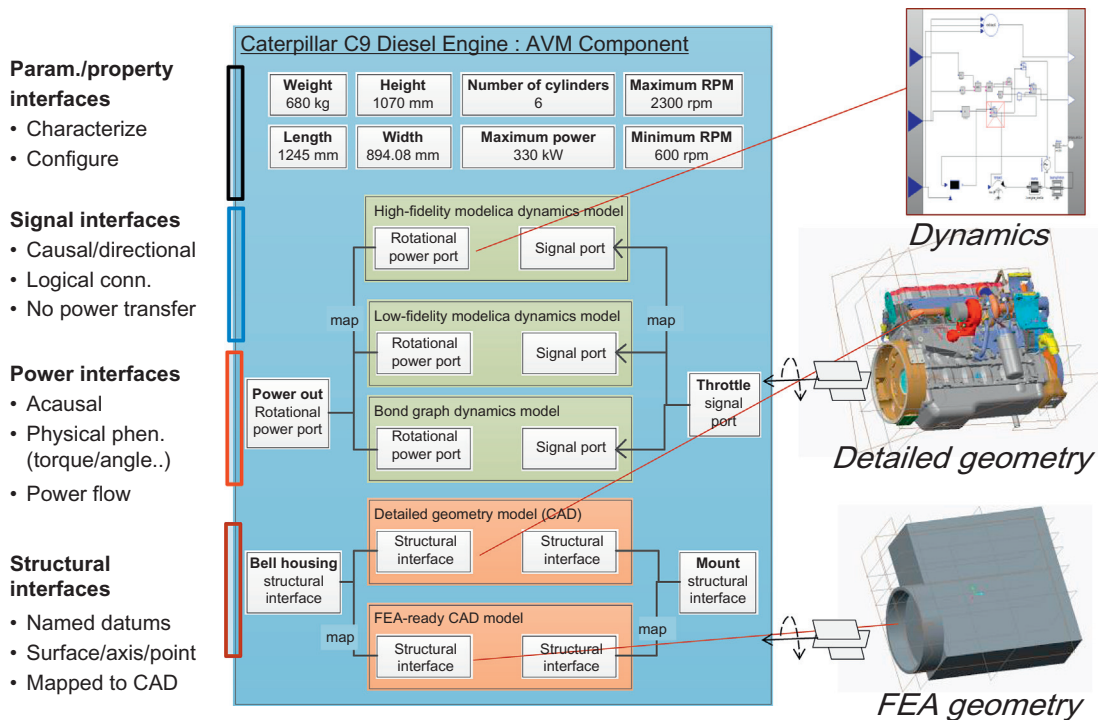 Caterpillar C9 Diesel Engine : AVM Component
Param./property
interfaces
• Characterize
• Configure
Weight
680 kg
Height
1070 mm
Number of cylinders
6
Maximum RPM
2300 rpm
Length
1245 mm
Width
894.08 mm
Maximum power
330 kW
Minimum RPM
600 rpm
Signal interfaces
• Causal/directional
• Logical conn.
• No power transfer
Power interfaces
• Acausal
• Physical phen.
(torque/angle..)
• Power flow
Structural
interfaces
• Named datums
• Surface/axis/point
• Mapped to CAD
High-fidelity modelica dynamics model
Rotational
power port
Signal port
map
map
Low-fidelity modelica dynamics model
Rotational
power port
Signal port
Power out
Rotational
power port
Bond graph dynamics model
Rotational
power port
Signal port
Throttle
signal
port
Detailed geometry model (CAD)
Structural
interface
Structural
interface
Bell housing
structural
interface
Mount
structural
interface
map
map
FEA-ready CAD model
Structural
interface
Structural
interface
Dynamics
Detailed geometry
FEA geometry